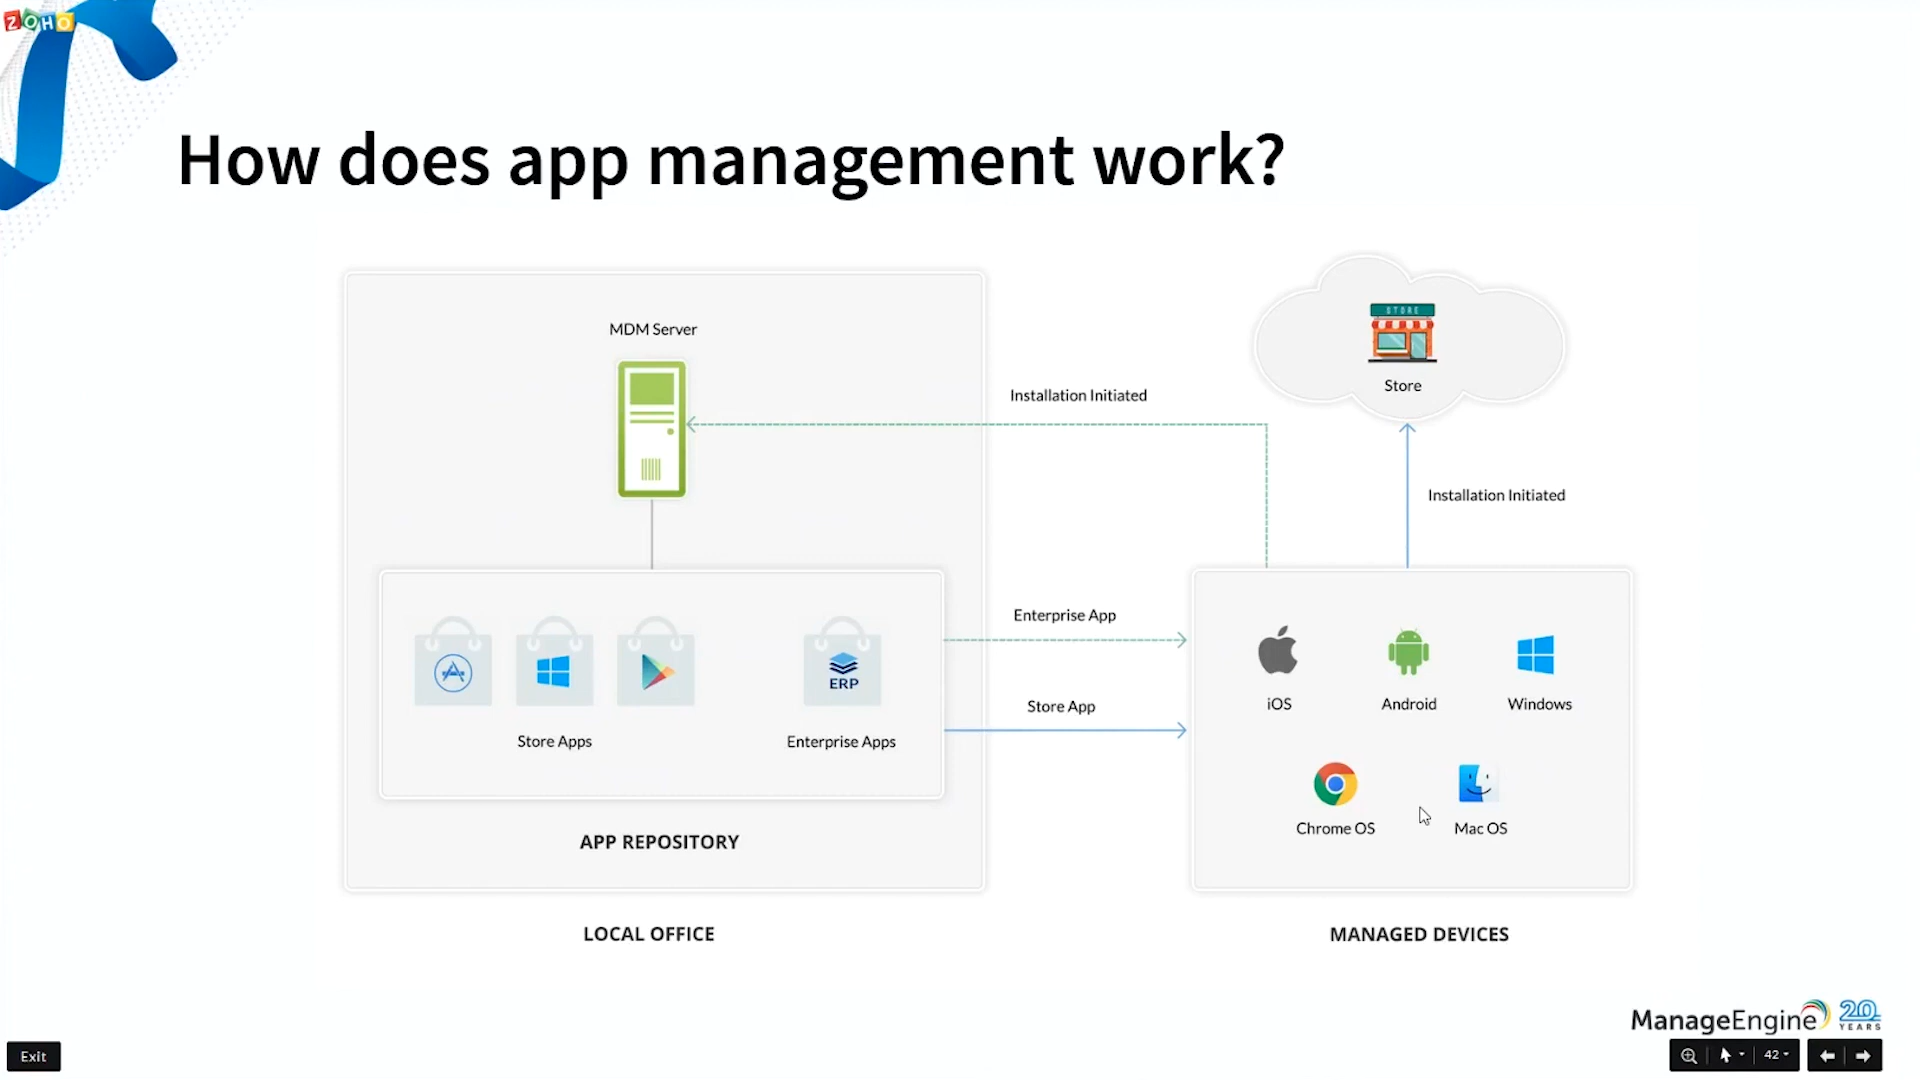 ZOHO
How does app management work?
MDM Server
STORE
Store
Installation Initiated
Installation Initiated
Enterprise App
Store App
ERP
Store Apps
Enterprise Apps
iOS
Android
Windows
Chrome OS
Mac OS
APP REPOSITORY
LOCAL OFFICE
MANAGED DEVICES
ManageEngine
20 YEARS
Exit
42